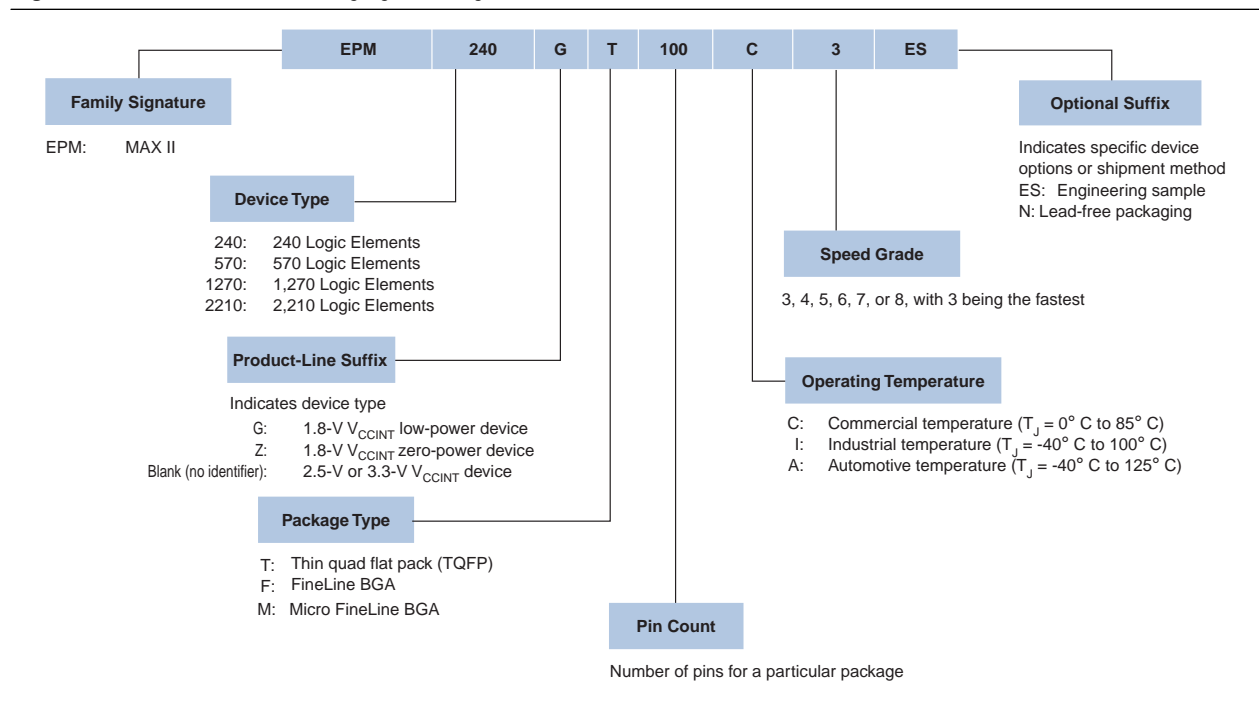 EPM 240 G T 100 C 3 ES
Family Signature
EPM: MAX II
Optional Suffix
Indicates specific device
options or shipment method
ES: Engineering sample
N: Lead-free packaging
Device Type
240: 240 Logic Elements
570: 570 Logic Elements
1270: 1,270 Logic Elements
2210: 2,210 Logic Elements
Speed Grade
3, 4, 5, 6, 7, or 8, with 3 being the fastest
Product-Line Suffix
Indicates device type
G: 1.8-V VCCINT low-power device
Z: 1.8-V VCCINT zero-power device
Blank (no identifier): 2.5-V or 3.3-V VCCINT device
Operating Temperature
C: Commercial temperature (TJ = 0° C to 85° C)
I: Industrial temperature (TJ = -40° C to 100° C)
A: Automotive temperature (TJ = -40° C to 125° C)
Package Type
T: Thin quad flat pack (TQFP)
F: FineLine BGA
M: Micro FineLine BGA
Pin Count
Number of pins for a particular package